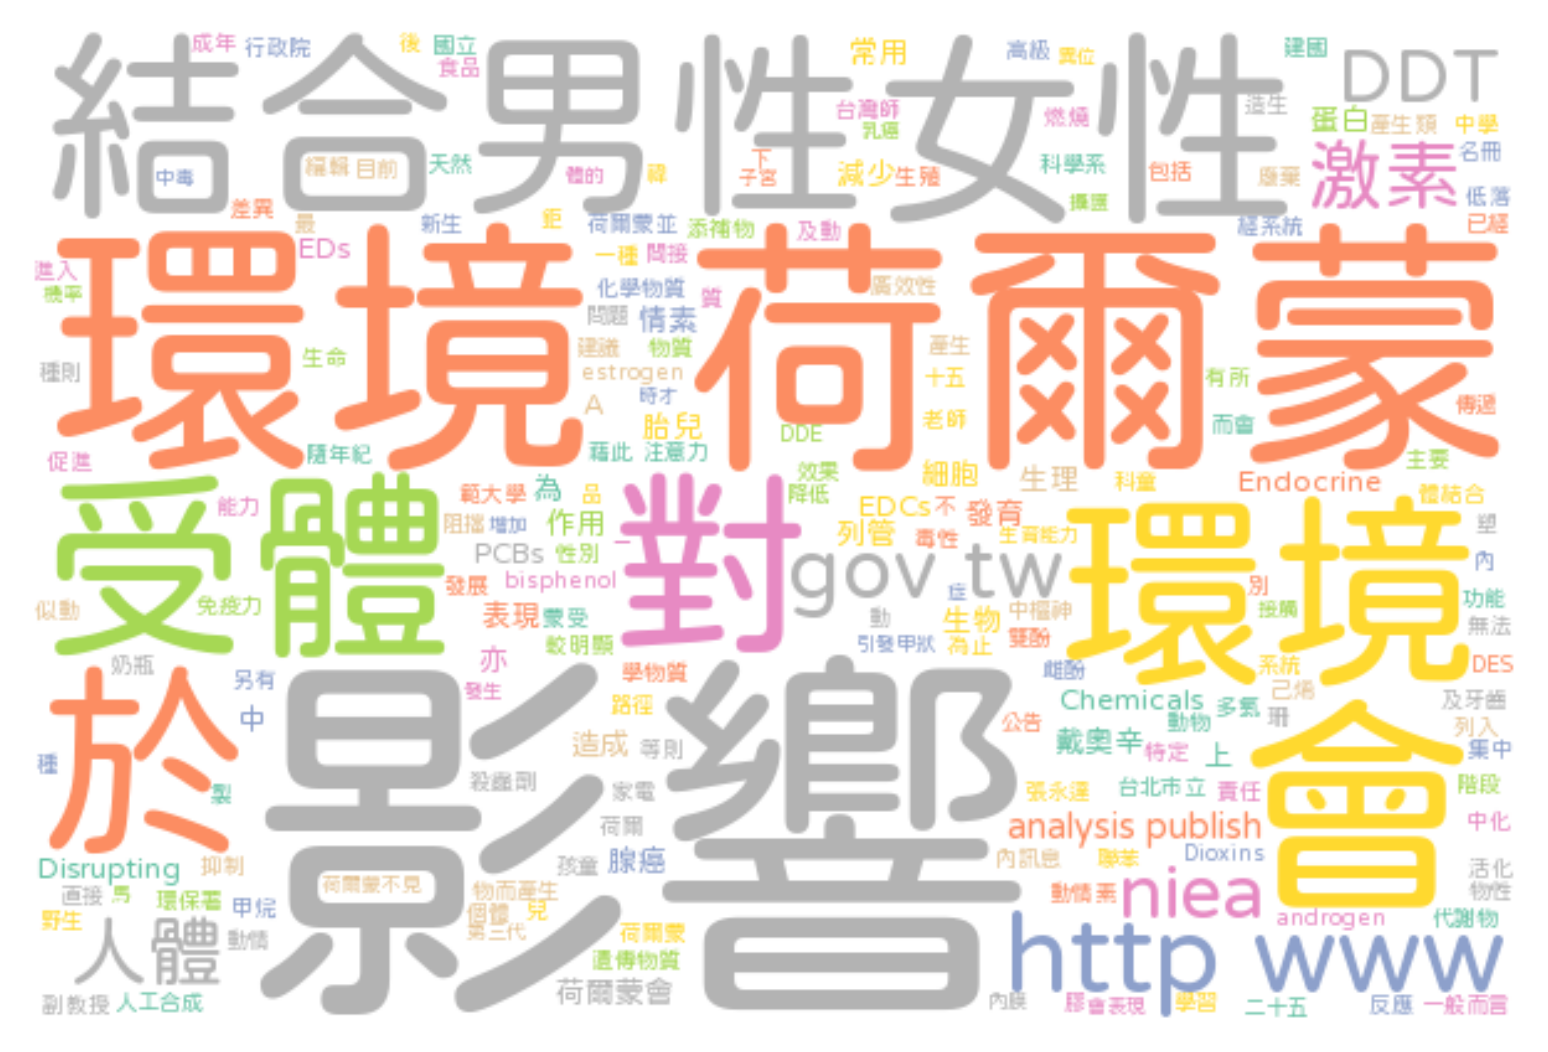 成年 行政院 後 國立 食品 常用 高級 異位 建國 DDT
結合男性女性
台灣師 乳癌 燃燒 造生 蛋白 產生類 中學
中毒 編輯 目前 天然 體的 下 子宮 減少 生殖 科學系 包括 廢棄 激素 名冊
差異 最 新生 鉅 荷爾蒙並 添補物 及動 攝護 經系統 低落 已經
進入 機率 EDs 一種 間接 化學物質 質 廣效性
環境荷爾蒙
問題 情素 建議 物質 產生
種則 生命 estrogen 時才 十五 有所
A 胎兒 DDE 老師 而會 傳遞
促進 隨年紀 藉此 注意力 效果 細胞 生理 科童 Endocrine 主要
能力 範大學 為 品 降低 EDCs 不 發育 體結合
阻擋 增加 作用 列管 毒性 生育能力 塑
受體 對 gov tw 環境
PCBs 性別 一 內
發展 bisphenol 症 別 功能
似動 免疫力 表現 蒙受 動 生物 中樞神 接觸 無法
較明顯 引發甲狀 為止 雙酚
奶瓶 另有 亦 學物質 雌酚 系統 DES
發生 路徑 Chemicals 多氯 己烯 及牙齒
於 影響 會
中 造成 等則 公告 動物 珊 列入
種 殺蟲劑 戴奧辛 特定 上 集中
製 家電 張永達 台北市立 責任 階段
荷爾 analysis publish 中化
Disrupting 抑制 孩童 腺癌 內訊息 聯苯 Dioxins 活化
直接 馬 環保署 甲烷 荷爾蒙不見 物而產生 動情素 niea 物性
野生 個體 兒 androgen 代謝物
人體 動情 第三代 荷爾蒙 http www
遺傳物質
副教授 人工合成 荷爾蒙會 內膜 膠 會表現 學習 二十五 反應 一般而言